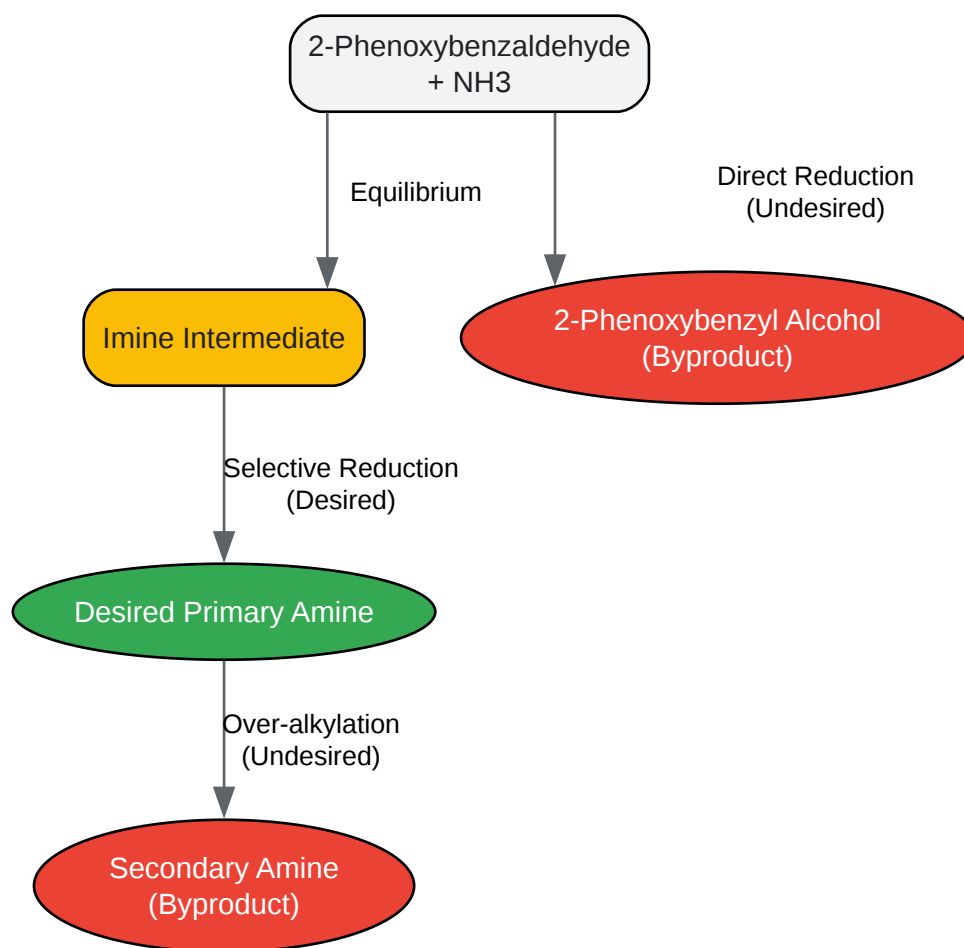 2-Phenoxybenzaldehyde
+ NH3
Equilibrium
Direct Reduction
(Undesired)
Imine Intermediate
2-Phenoxybenzyl Alcohol
(Byproduct)
Selective Reduction
(Desired)
Desired Primary Amine
Over-alkylation
(Undesired)
Secondary Amine
(Byproduct)